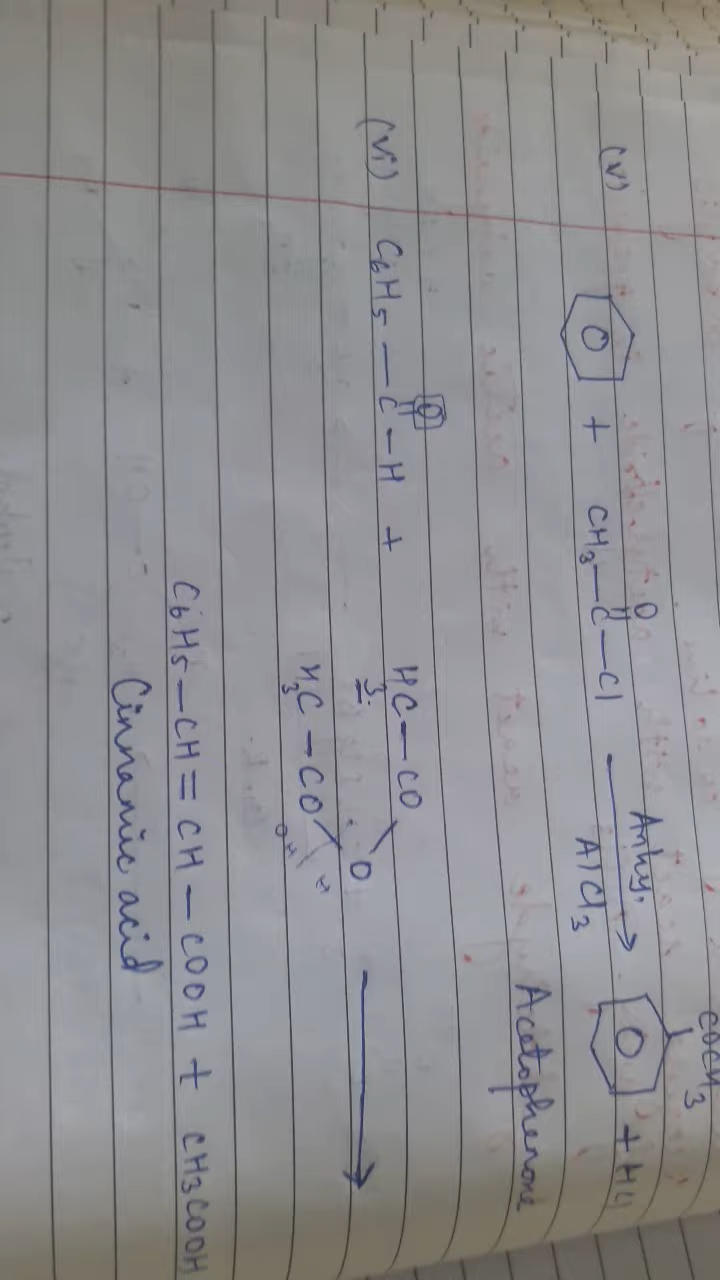 COCH3
O
Anhy.
(v) O + CH3—C—Cl → O + HCl
AlCl3
Acetophenone
O
(vi) C6H5—C—H + H3C—CO
O →
H3C—CO
C6H5—CH=CH—COOH + CH3COOH
Cinnamic acid